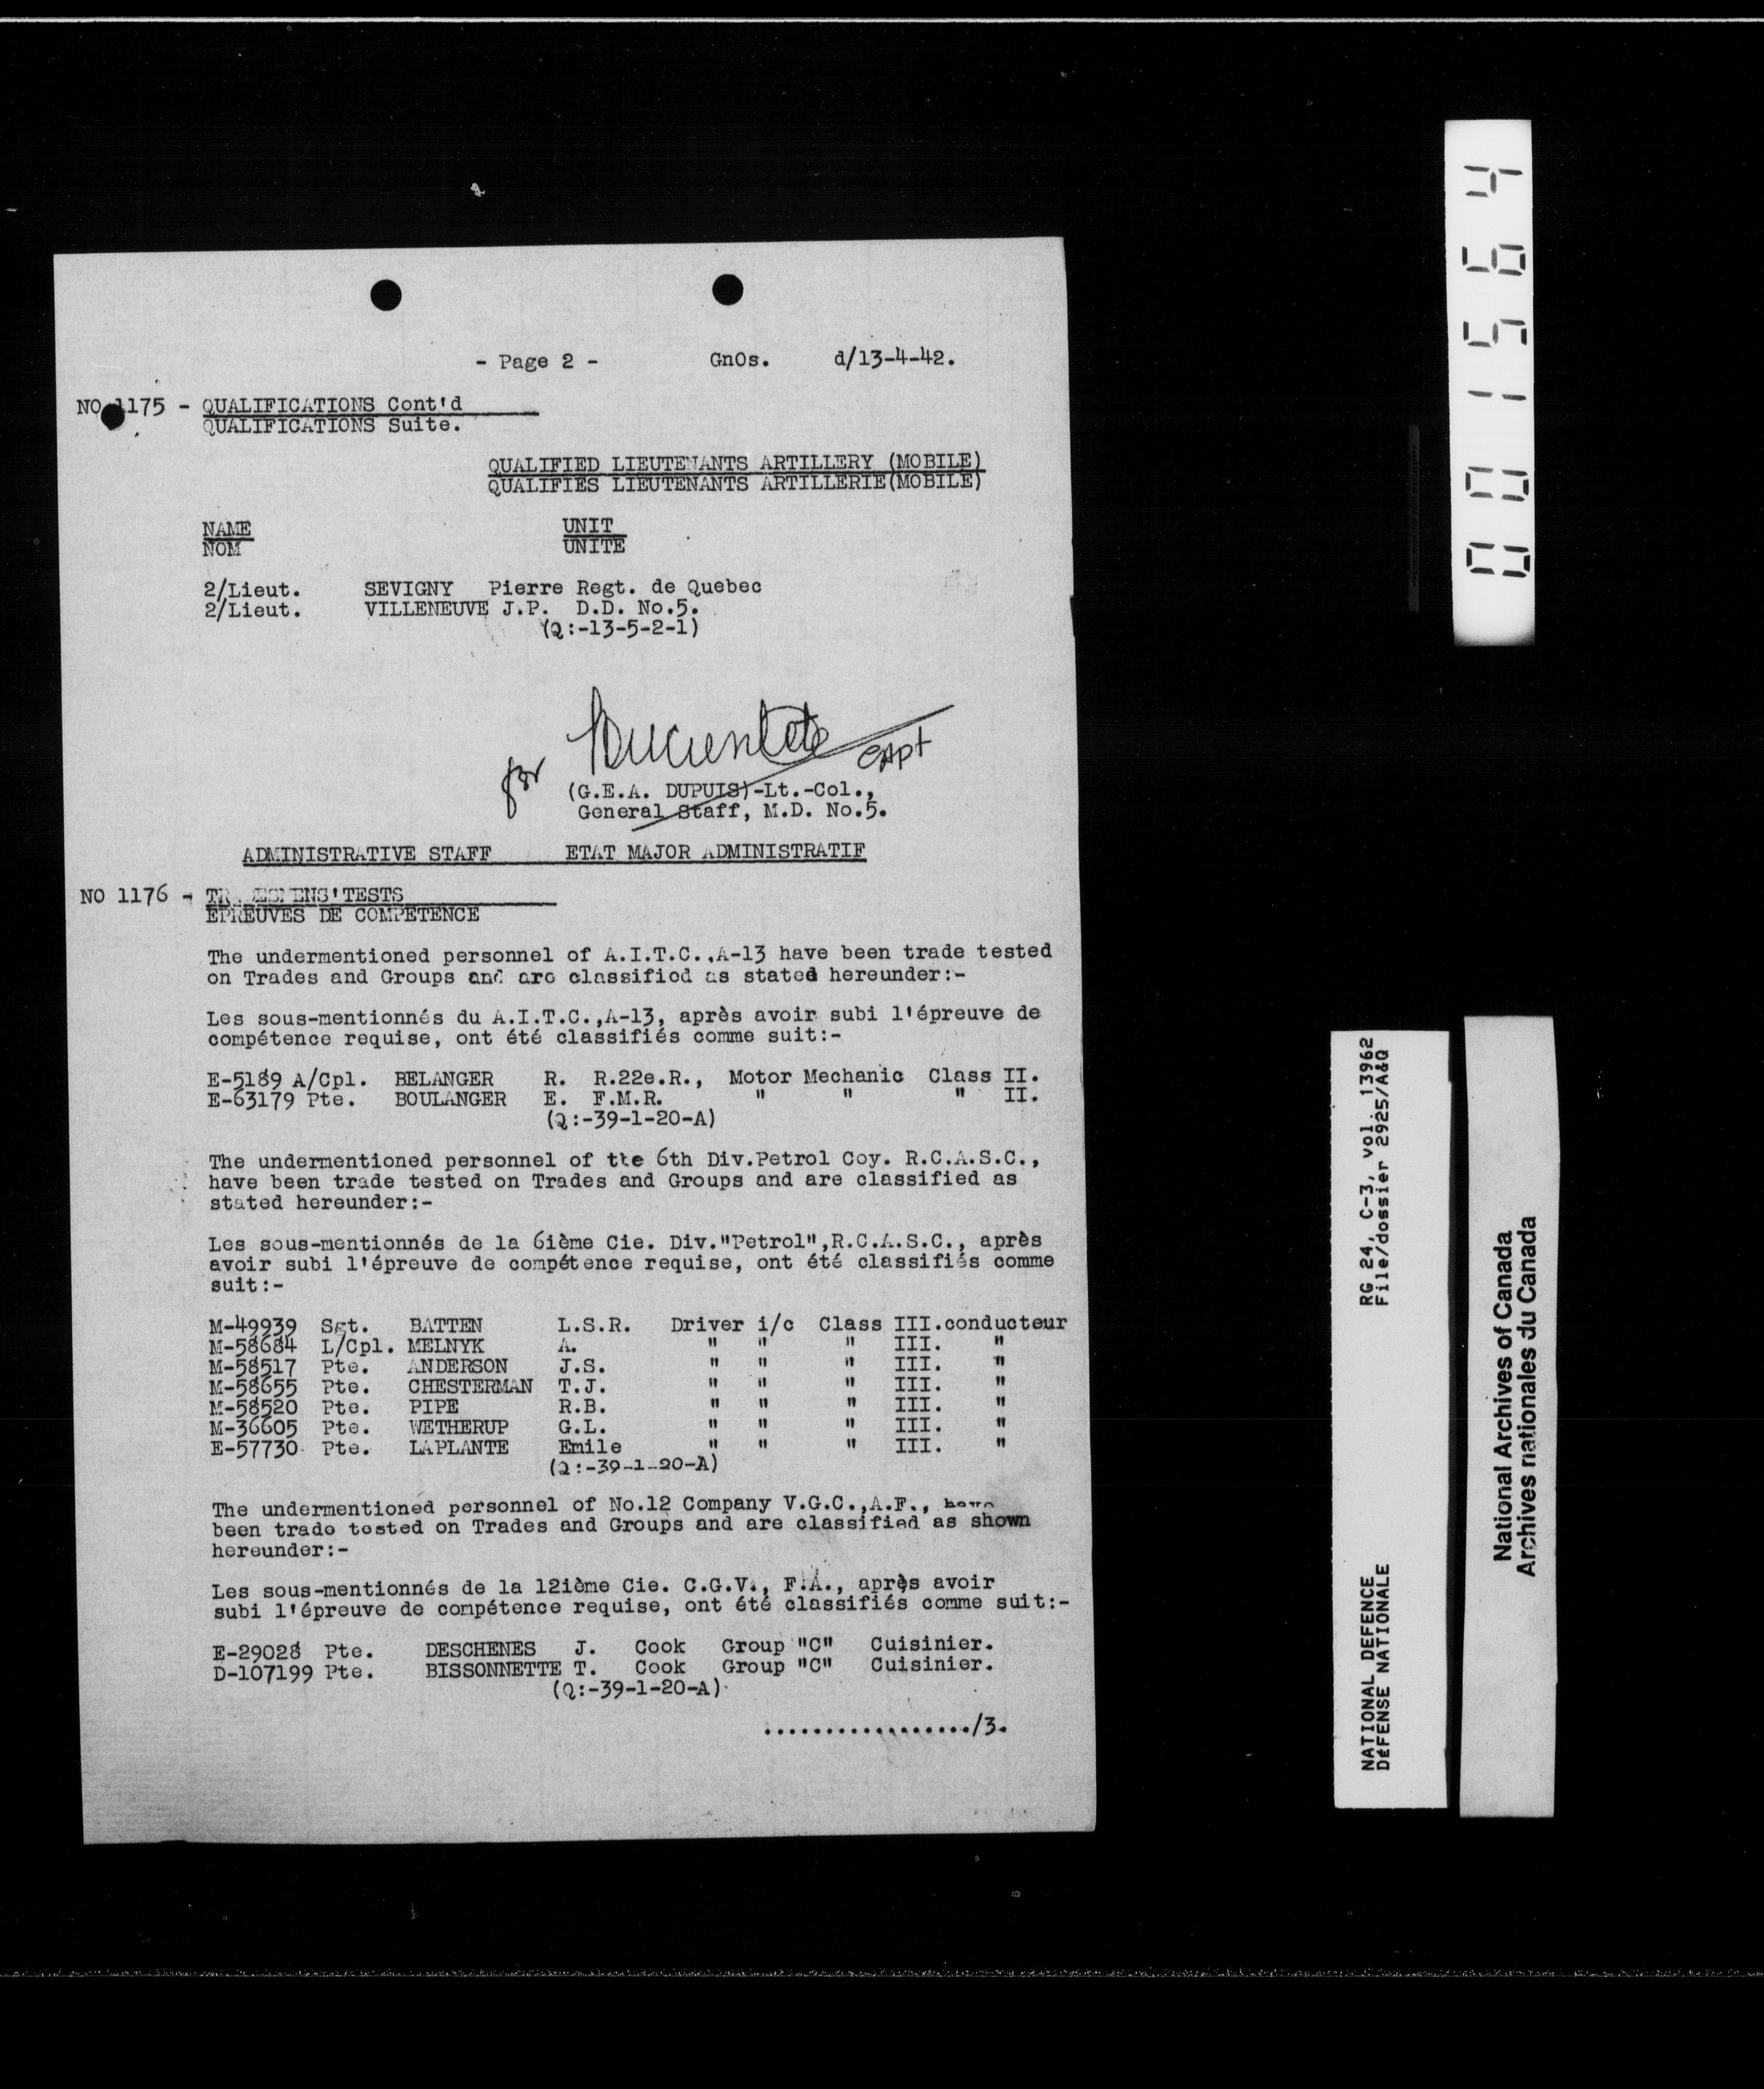 - Page 2 - GnOs. d/13-4-42.
NO 1175 - QUALIFICATIONS Cont'd
QUALIFICATIONS Suite.
QUALIFIED LIEUTENANTS ARTILLERY (MOBILE)
QUALIFIES LIEUTENANTS ARTILLERIE(MOBILE)
NAME UNIT
NOM UNITE
2/Lieut. SEVIGNY Pierre Regt. de Quebec
2/Lieut. VILLENEUVE J.P. D.D. No.5.
(Q:-13-5-2-1)
for Capt
(G.E.A. DUPUIS)-Lt.-Col.,
General Staff, M.D. No.5.
ADMINISTRATIVE STAFF ETAT MAJOR ADMINISTRATIF
NO 1176 - TRADESMENS'TESTS
EPREUVES DE COMPETENCE
The undermentioned personnel of A.I.T.C.,A-13 have been trade tested
on Trades and Groups and are classified as stated hereunder:-
Les sous-mentionnés du A.I.T.C.,A-13, après avoir subi l'épreuve de
compétence requise, ont été classifiés comme suit:-
E-5189 A/Cpl. BELANGER R. R.22e.R., Motor Mechanic Class II.
E-63179 Pte. BOULANGER E. F.M.R. " " " II.
(Q:-39-1-20-A)
The undermentioned personnel of tte 6th Div.Petrol Coy. R.C.A.S.C.,
have been trade tested on Trades and Groups and are classified as
stated hereunder:-
Les sous-mentionnés de la 6ième Cie. Div."Petrol",R.C.A.S.C., après
avoir subi l'épreuve de compétence requise, ont été classifiés comme
suit:-
M-49939 Sgt. BATTEN L.S.R. Driver i/c Class III.conducteur
M-58684 L/Cpl. MELNYK A. " " " III. "
M-58517 Pte. ANDERSON J.S. " " " III. "
M-58655 Pte. CHESTERMAN T.J. " " " III. "
M-58520 Pte. PIPE R.B. " " " III. "
M-36605 Pte. WETHERUP G.L. " " " III. "
E-57730 Pte. LAPLANTE Emile " " " III. "
(Q:-39-1-20-A)
The undermentioned personnel of No.12 Company V.G.C.,A.F., have
been trade tested on Trades and Groups and are classified as shown
hereunder:-
Les sous-mentionnés de la 12ième Cie. C.G.V., F.A., après avoir
subi l'épreuve de compétence requise, ont été classifiés comme suit:-
E-29028 Pte. DESCHENES J. Cook Group "C" Cuisinier.
D-107199 Pte. BISSONNETTE T. Cook Group "C" Cuisinier.
(Q:-39-1-20-A)
................./3.
001564
NATIONAL DEFENCE RG 24, C-3, vol. 13962
DéFENSE NATIONALE File/dossier 2925/A&Q
National Archives of Canada
Archives nationales du Canada